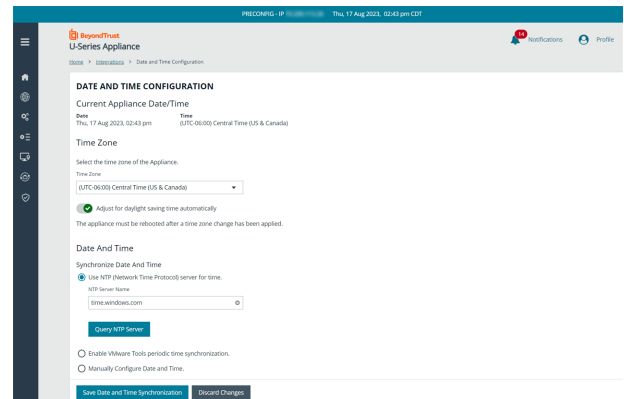 PRECONFIG - IP Thu, 17 Aug 2023, 02:43 pm CDT
BeyondTrust
U-Series Appliance
14
Notifications
Profile
Home > Integrations > Date and Time Configuration
DATE AND TIME CONFIGURATION
Current Appliance Date/Time
Date Time
Thu, 17 Aug 2023, 02:43 pm (UTC-06:00) Central Time (US & Canada)
Time Zone
Select the time zone of the Appliance.
Time Zone
(UTC-06:00) Central Time (US & Canada)
Adjust for daylight saving time automatically
The appliance must be rebooted after a time zone change has been applied.
Date And Time
Synchronize Date And Time
Use NTP (Network Time Protocol) server for time.
NTP Server Name
time.windows.com
Query NTP Server
Enable VMware Tools periodic time synchronization.
Manually Configure Date and Time.
Save Date and Time Synchronization Discard Changes